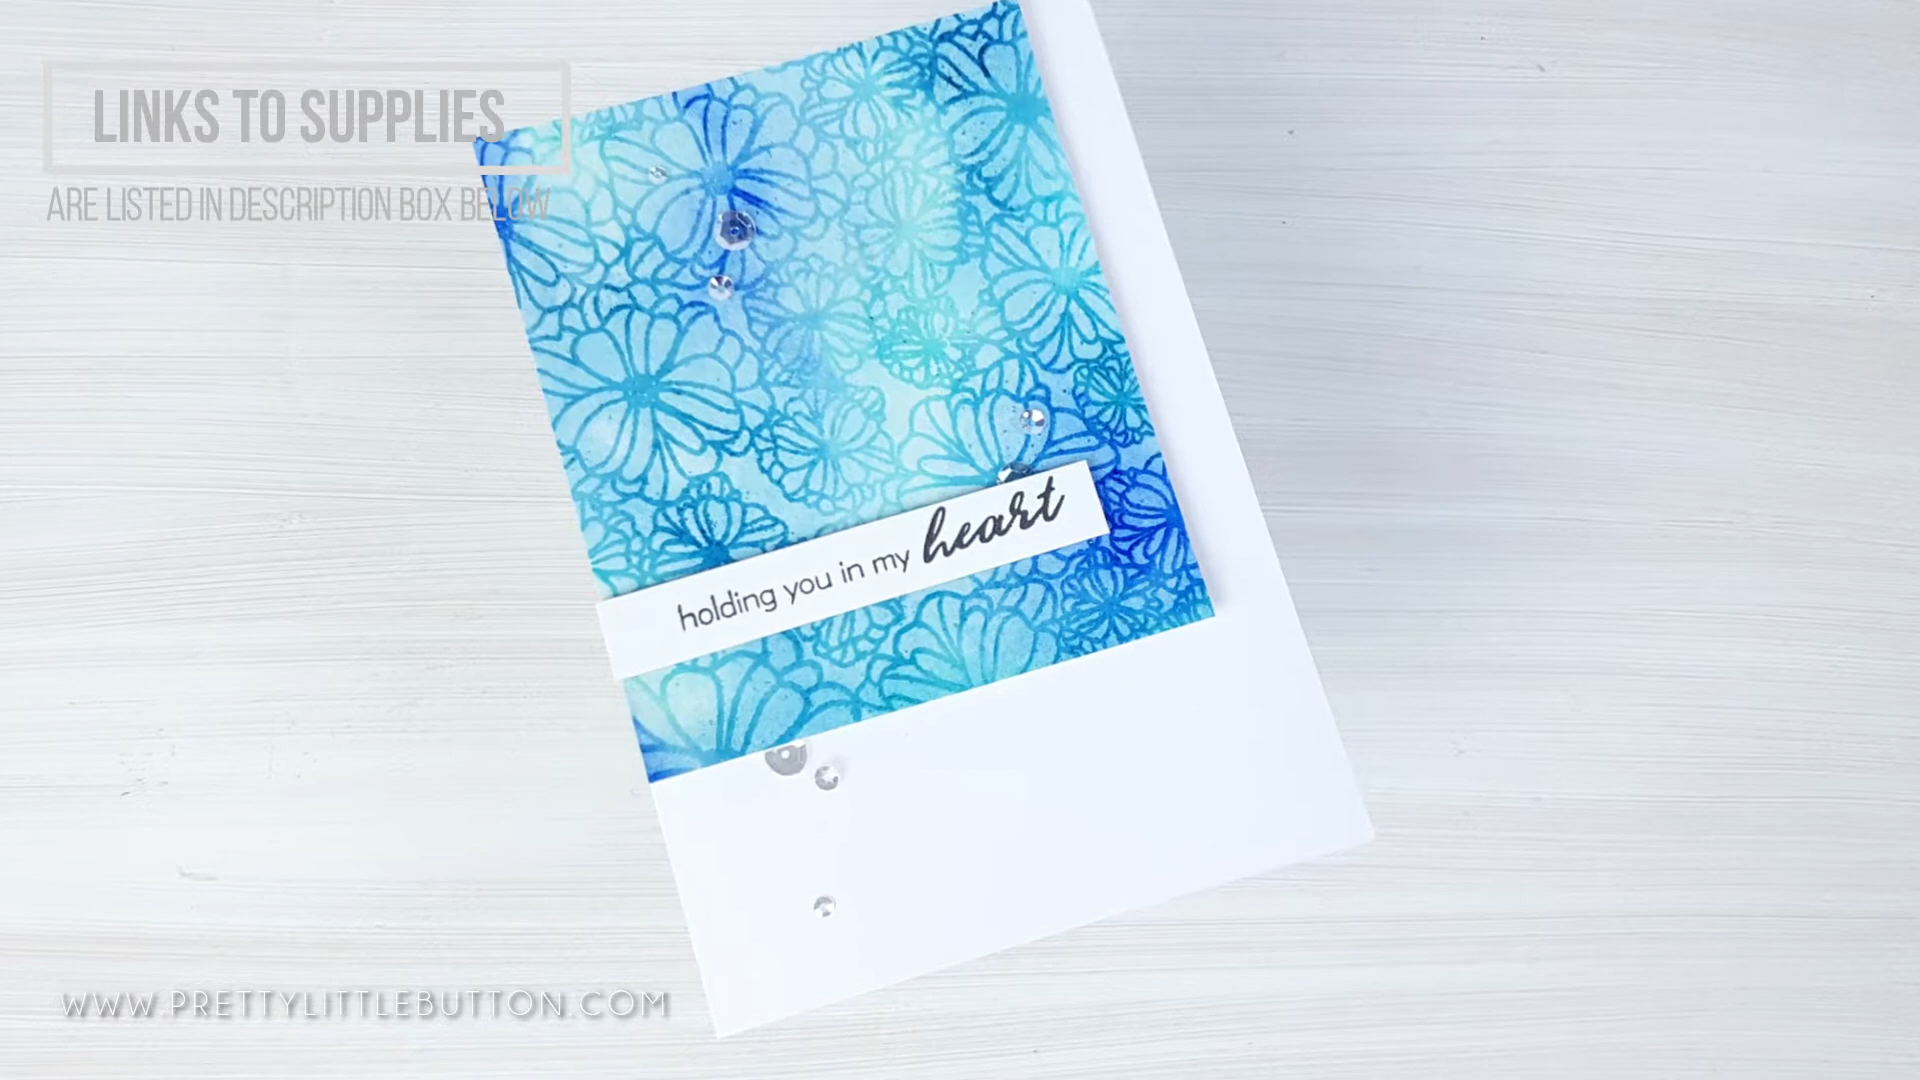 LINKS TO SUPPLIES
ARE LISTED IN DESCRIPTION BOX BELOW
holding you in my heart
WWW.PRETTYLITTLEBUTTON.COM